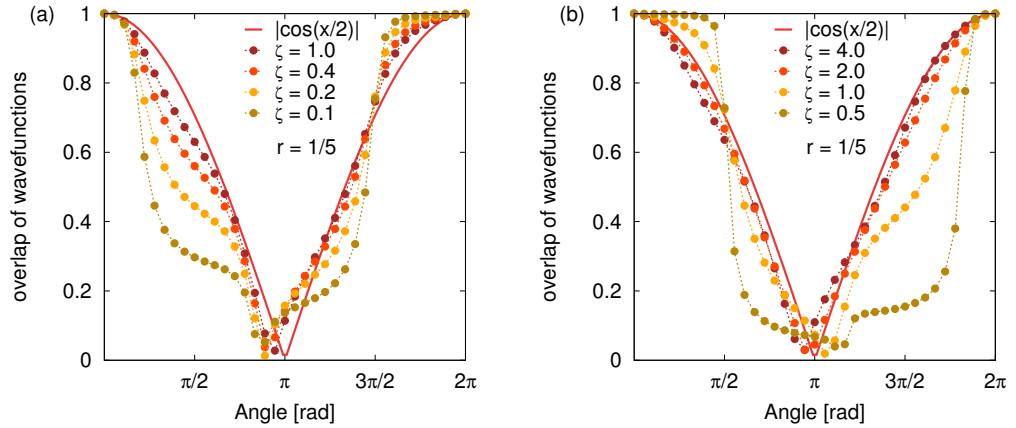 (a)
overlap of wavefunctions
1
0.8
0.6
0.4
0.2
0
|cos(x/2)|
ζ = 1.0
ζ = 0.4
ζ = 0.2
ζ = 0.1
r = 1/5
π/2
π
3π/2
2π
Angle [rad]
(b)
overlap of wavefunctions
1
0.8
0.6
0.4
0.2
0
|cos(x/2)|
ζ = 4.0
ζ = 2.0
ζ = 1.0
ζ = 0.5
r = 1/5
π/2
π
3π/2
2π
Angle [rad]